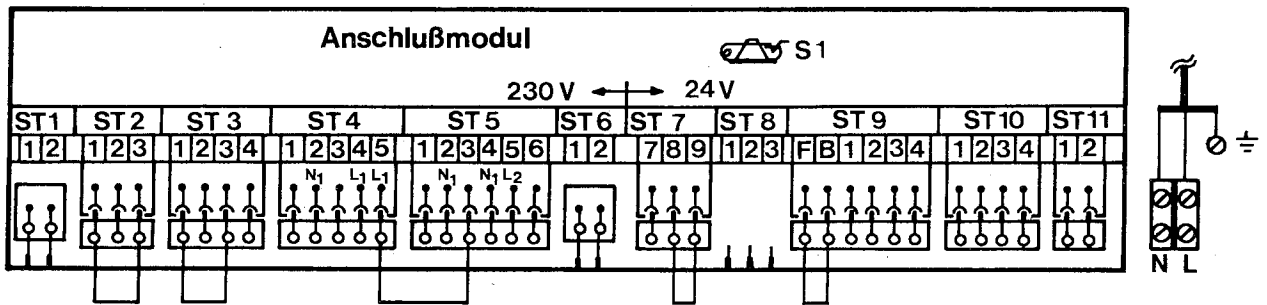 Anschlußmodul
S1
230 V 24V
ST1 ST2 ST3 ST4 ST5 ST6 ST 7 ST8 ST9 ST10 ST11
1 2 1 2 3 1 2 3 4 1 2 3 4 5 1 2 3 4 5 6 1 2 7 8 9 1 2 3 F B 1 2 3 4 1 2 3 4 1 2
N1 L1 L1 N1 N1 L2
N L